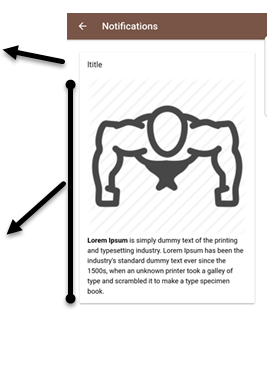 Notifications
ltitle
Lorem Ipsum is simply dummy text of the printing
and typesetting industry. Lorem Ipsum has been the
industry's standard dummy text ever since the
1500s, when an unknown printer took a galley of
type and scrambled it to make a type specimen
book.